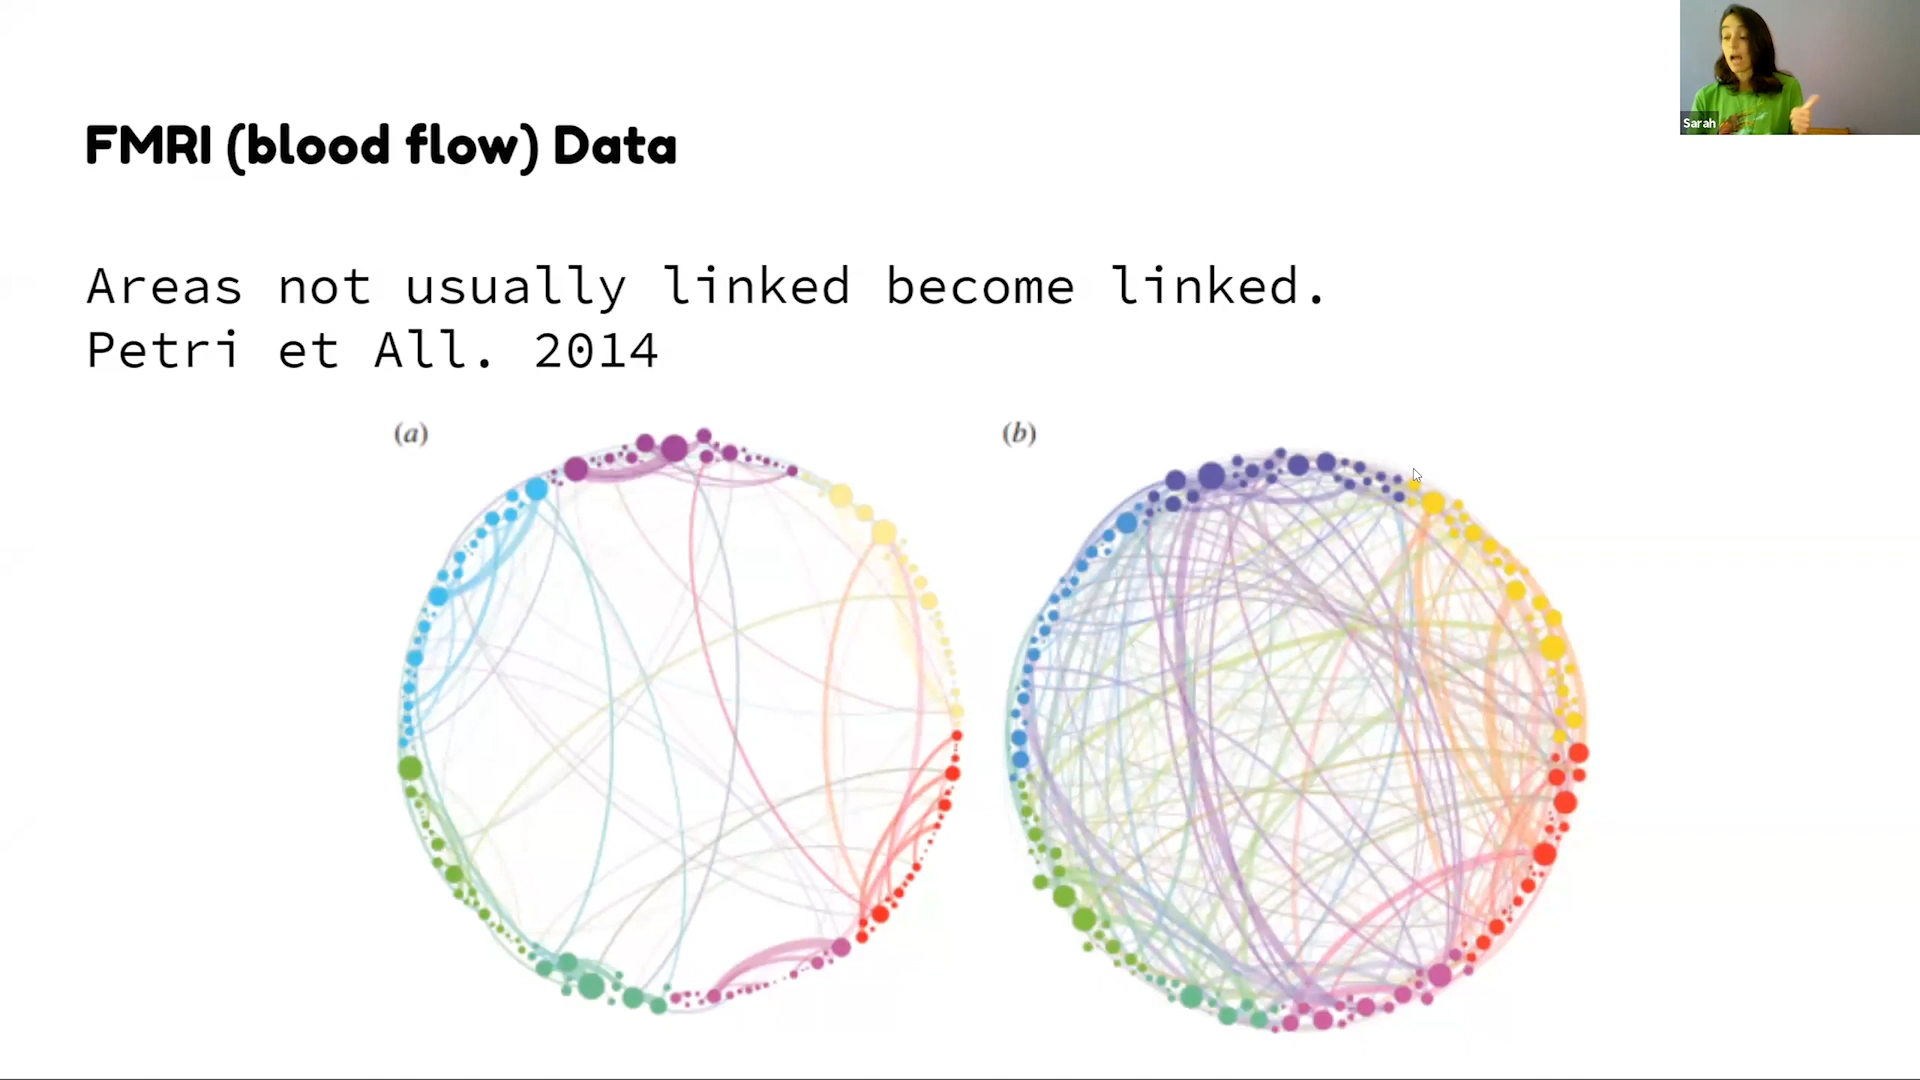 FMRI (blood flow) Data
Sarah
Areas not usually linked become linked.
Petri et All. 2014
(a)
(b)